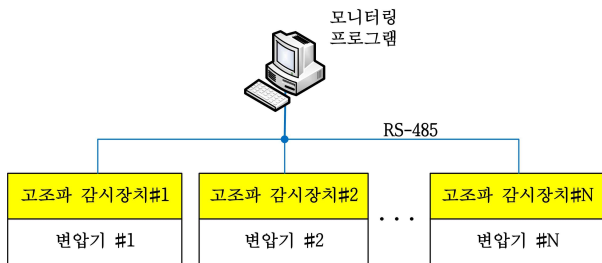 모니터링
프로그램
RS-485
고조파 감시장치#1
고조파 감시장치#2
고조파 감시장치#N
· · ·
변압기 #1
변압기 #2
변압기 #N